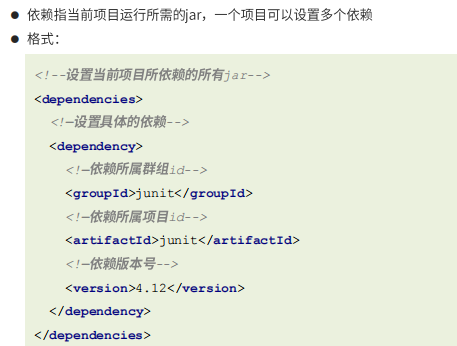 依赖指当前项目运行所需的jar，一个项目可以设置多个依赖
格式：
<!--设置当前项目所依赖的所有jar-->
<dependencies>
<!—设置具体的依赖-->
<dependency>
<!—依赖所属群组id-->
<groupId>junit</groupId>
<!—依赖所属项目id-->
<artifactId>junit</artifactId>
<!—依赖版本号-->
<version>4.12</version>
</dependency>
</dependencies>